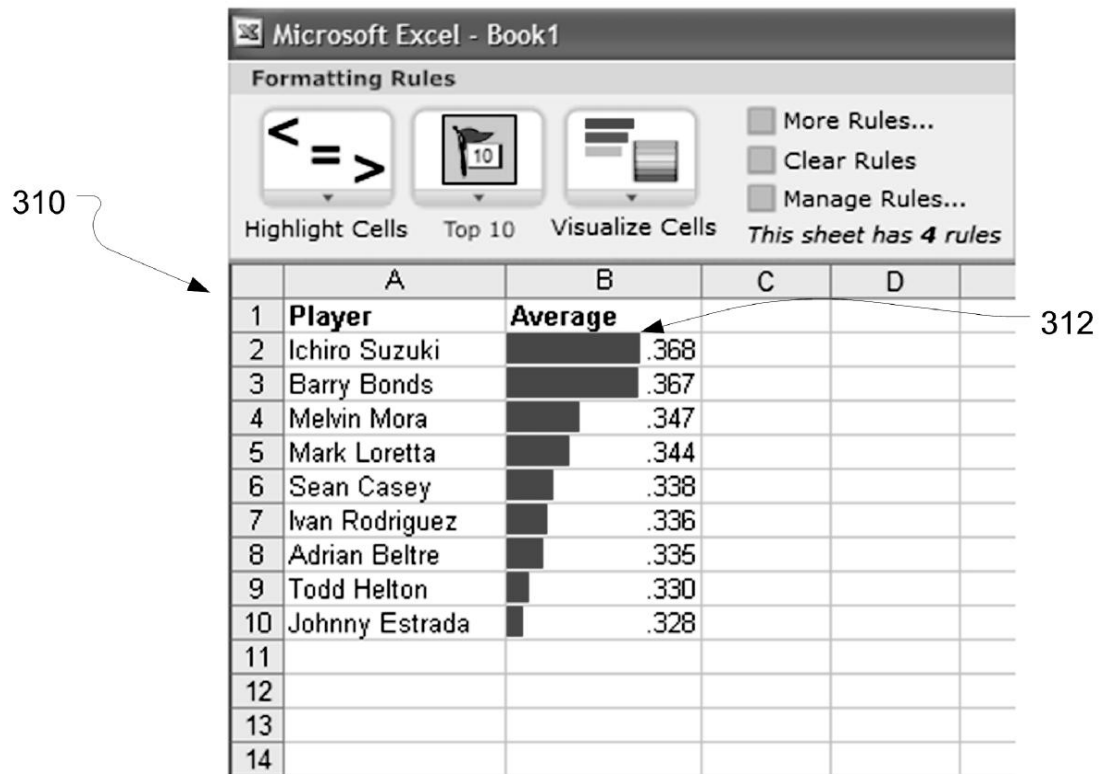 Microsoft Excel - Book1
Formatting Rules
< = >
10
More Rules...
Clear Rules
Manage Rules...
Highlight Cells Top 10 Visualize Cells This sheet has 4 rules
310
A B C D
1 Player Average
312
2 Ichiro Suzuki .368
3 Barry Bonds .367
4 Melvin Mora .347
5 Mark Loretta .344
6 Sean Casey .338
7 Ivan Rodriguez .336
8 Adrian Beltre .335
9 Todd Helton .330
10 Johnny Estrada .328
11
12
13
14